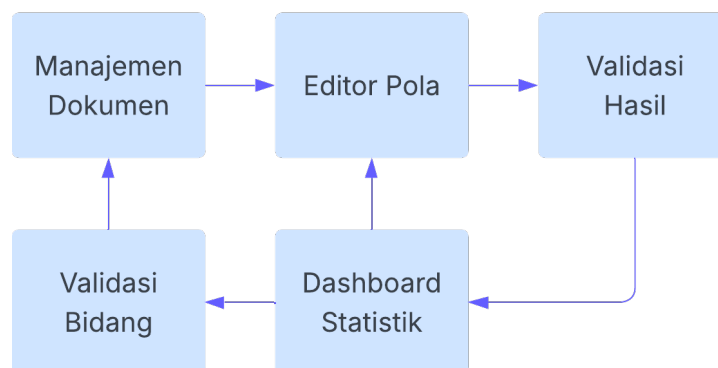 Manajemen
Dokumen
Editor Pola
Validasi
Hasil
Validasi
Bidang
Dashboard
Statistik